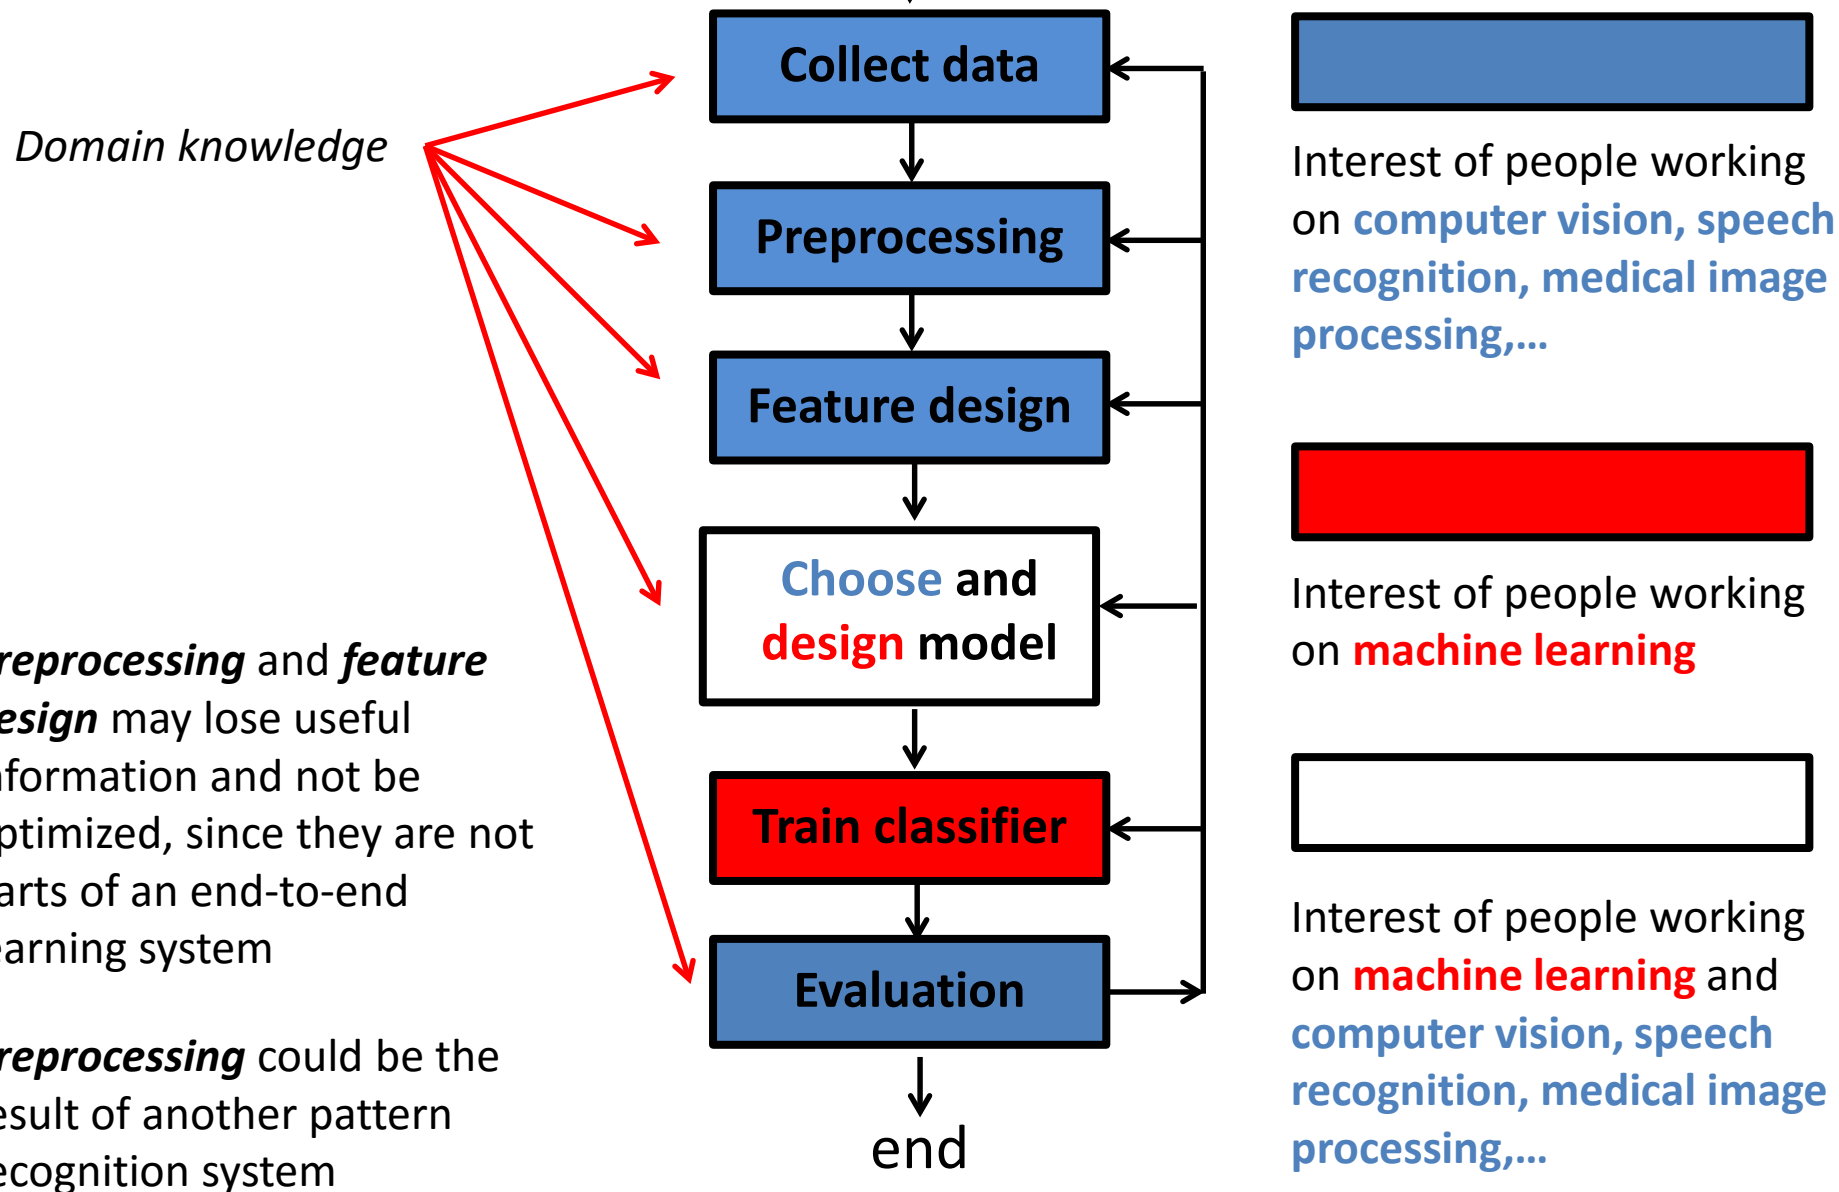 Collect data
Domain knowledge
Preprocessing
Feature design
Choose and
design model
Train classifier
Evaluation
end
reprocessing and feature
esign may lose useful
nformation and not be
ptimized, since they are not
arts of an end-to-end
earning system
reprocessing could be the
esult of another pattern
ecognition system
Interest of people working
on computer vision, speech
recognition, medical image
processing,…
Interest of people working
on machine learning
Interest of people working
on machine learning and
computer vision, speech
recognition, medical image
processing,…